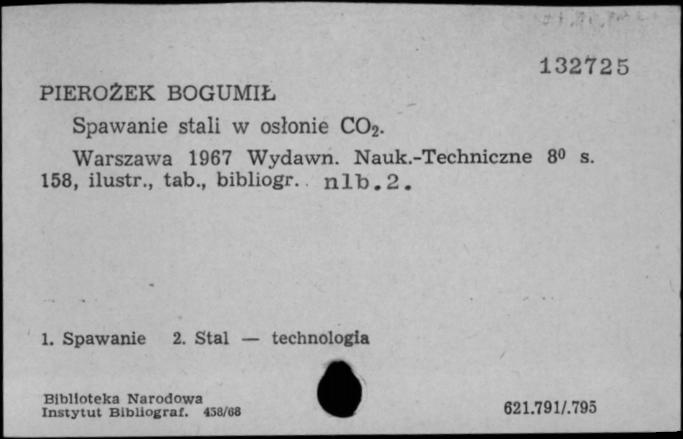 132725
PIEROŻEK BOGUMIŁ
Spawanie stali w osłonie CO₂.
Warszawa 1967 Wydawn. Nauk.-Techniczne 8⁰ s.
158, ilustr., tab., bibliogr. nlb.2.
1. Spawanie 2. Stal — technologia
Biblioteka Narodowa
Instytut Bibliograf. 458/68
621.791/.795